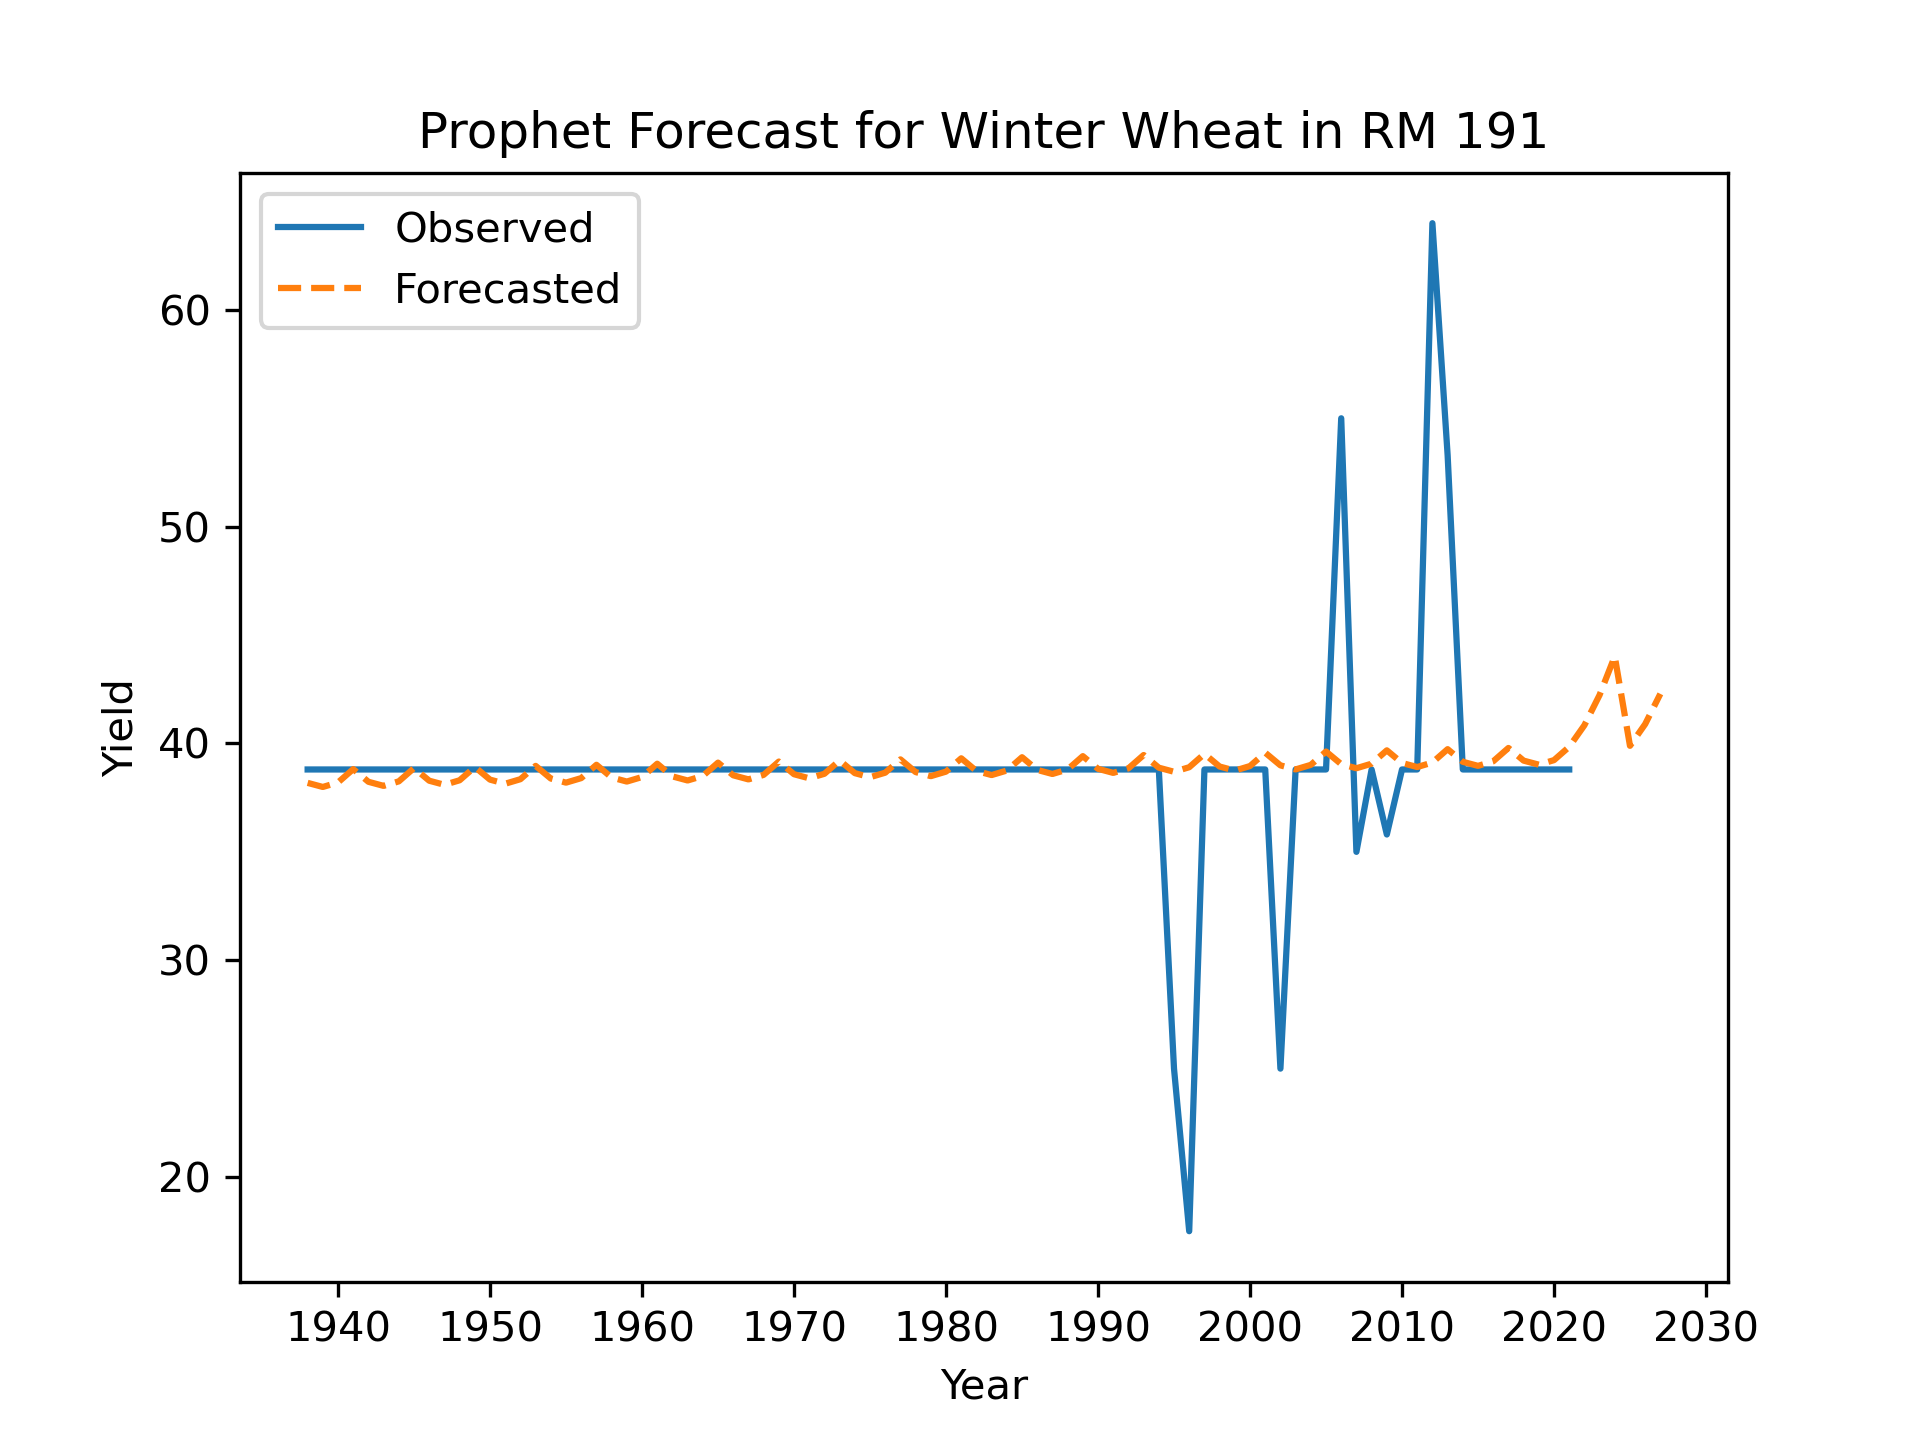 Prophet Forecast for Winter Wheat in RM 191
Observed
Forecasted
60
50
40
30
20
Yield
1940 1950 1960 1970 1980 1990 2000 2010 2020 2030
Year